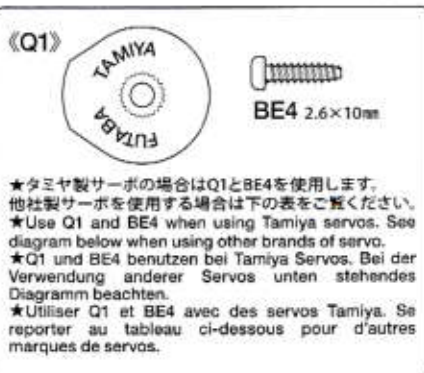 《Q1》
TAMIYA
FUTABA
BE4 2.6×10mm
★タミヤ製サーボの場合はQ1とBE4を使用します。
他社製サーボを使用する場合は下の表をご覧ください。
★Use Q1 and BE4 when using Tamiya servos. See
diagram below when using other brands of servo.
★Q1 und BE4 benutzen bei Tamiya Servos. Bei der
Verwendung anderer Servos unten stehendes
Diagramm beachten.
★Utiliser Q1 et BE4 avec des servos Tamiya. Se
reporter au tableau ci-dessous pour d'autres
marques de servos.